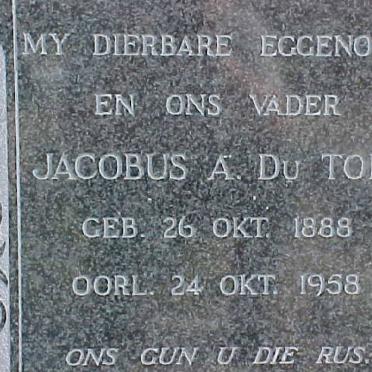 MY DIERBARE EGGENO
EN ONS VADER
JACOBUS A. DU TOI
GEB. 26 OKT. 1888
OORL. 24 OKT. 1958
ONS GUN U DIE RUS.